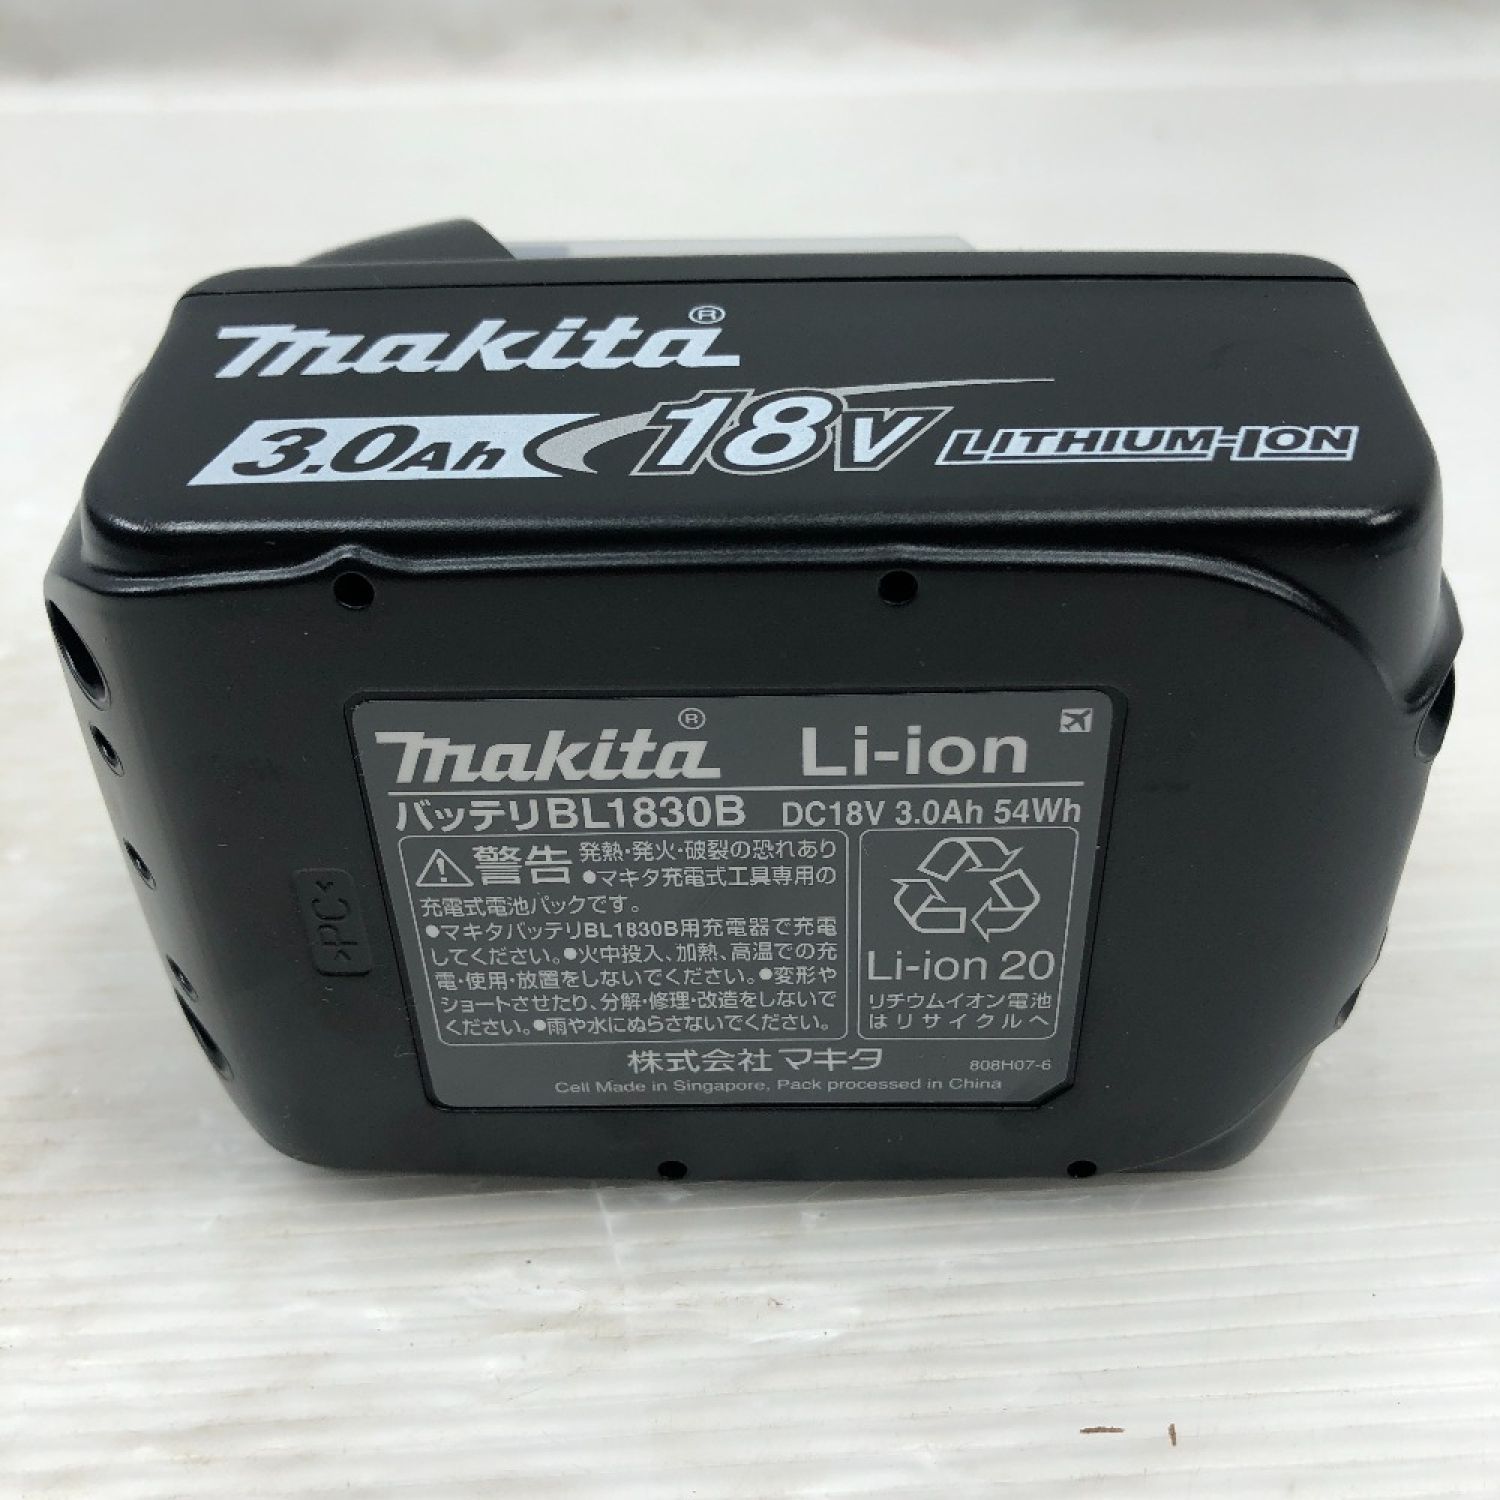 makita®
3.0Ah 18V LITHIUM-ION
makita® Li-ion
バッテリBL1830B DC18V 3.0Ah 54Wh
⚠警告 発熱・発火・破裂の恐れあり
●マキタ充電式工具専用の
充電式電池パックです。
●マキタバッテリBL1830B用充電器で充電
してください。●火中投入、加熱、高温での充
電・使用・放置をしないでください。●変形や
ショートさせたり、分解・修理・改造をしないで
ください。●雨や水にぬらさないでください。
Li-ion 20
リチウムイオン電池
はリサイクルへ
株式会社マキタ 808H07-6
Cell Made in Singapore, Pack processed in China
>PC<